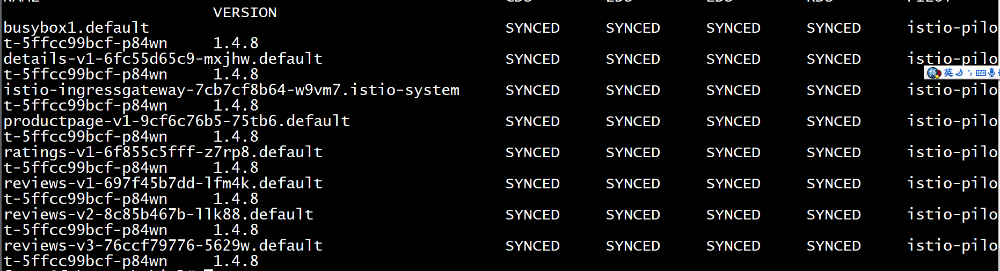 VERSION
busybox1.default SYNCED SYNCED SYNCED SYNCED istio-pilo
t-5ffcc99bcf-p84wn 1.4.8
details-v1-6fc55d65c9-mxjhw.default SYNCED SYNCED SYNCED SYNCED istio-pilo
t-5ffcc99bcf-p84wn 1.4.8
英
istio-ingressgateway-7cb7cf8b64-w9vm7.istio-system SYNCED SYNCED SYNCED SYNCED istio-pilo
t-5ffcc99bcf-p84wn 1.4.8
productpage-v1-9cf6c76b5-75tb6.default SYNCED SYNCED SYNCED SYNCED istio-pilo
t-5ffcc99bcf-p84wn 1.4.8
ratings-v1-6f855c5fff-z7rp8.default SYNCED SYNCED SYNCED SYNCED istio-pilo
t-5ffcc99bcf-p84wn 1.4.8
reviews-v1-697f45b7dd-lfm4k.default SYNCED SYNCED SYNCED SYNCED istio-pilo
t-5ffcc99bcf-p84wn 1.4.8
reviews-v2-8c85b467b-llk88.default SYNCED SYNCED SYNCED SYNCED istio-pilo
t-5ffcc99bcf-p84wn 1.4.8
reviews-v3-76ccf79776-5629w.default SYNCED SYNCED SYNCED SYNCED istio-pilo
t-5ffcc99bcf-p84wn 1.4.8